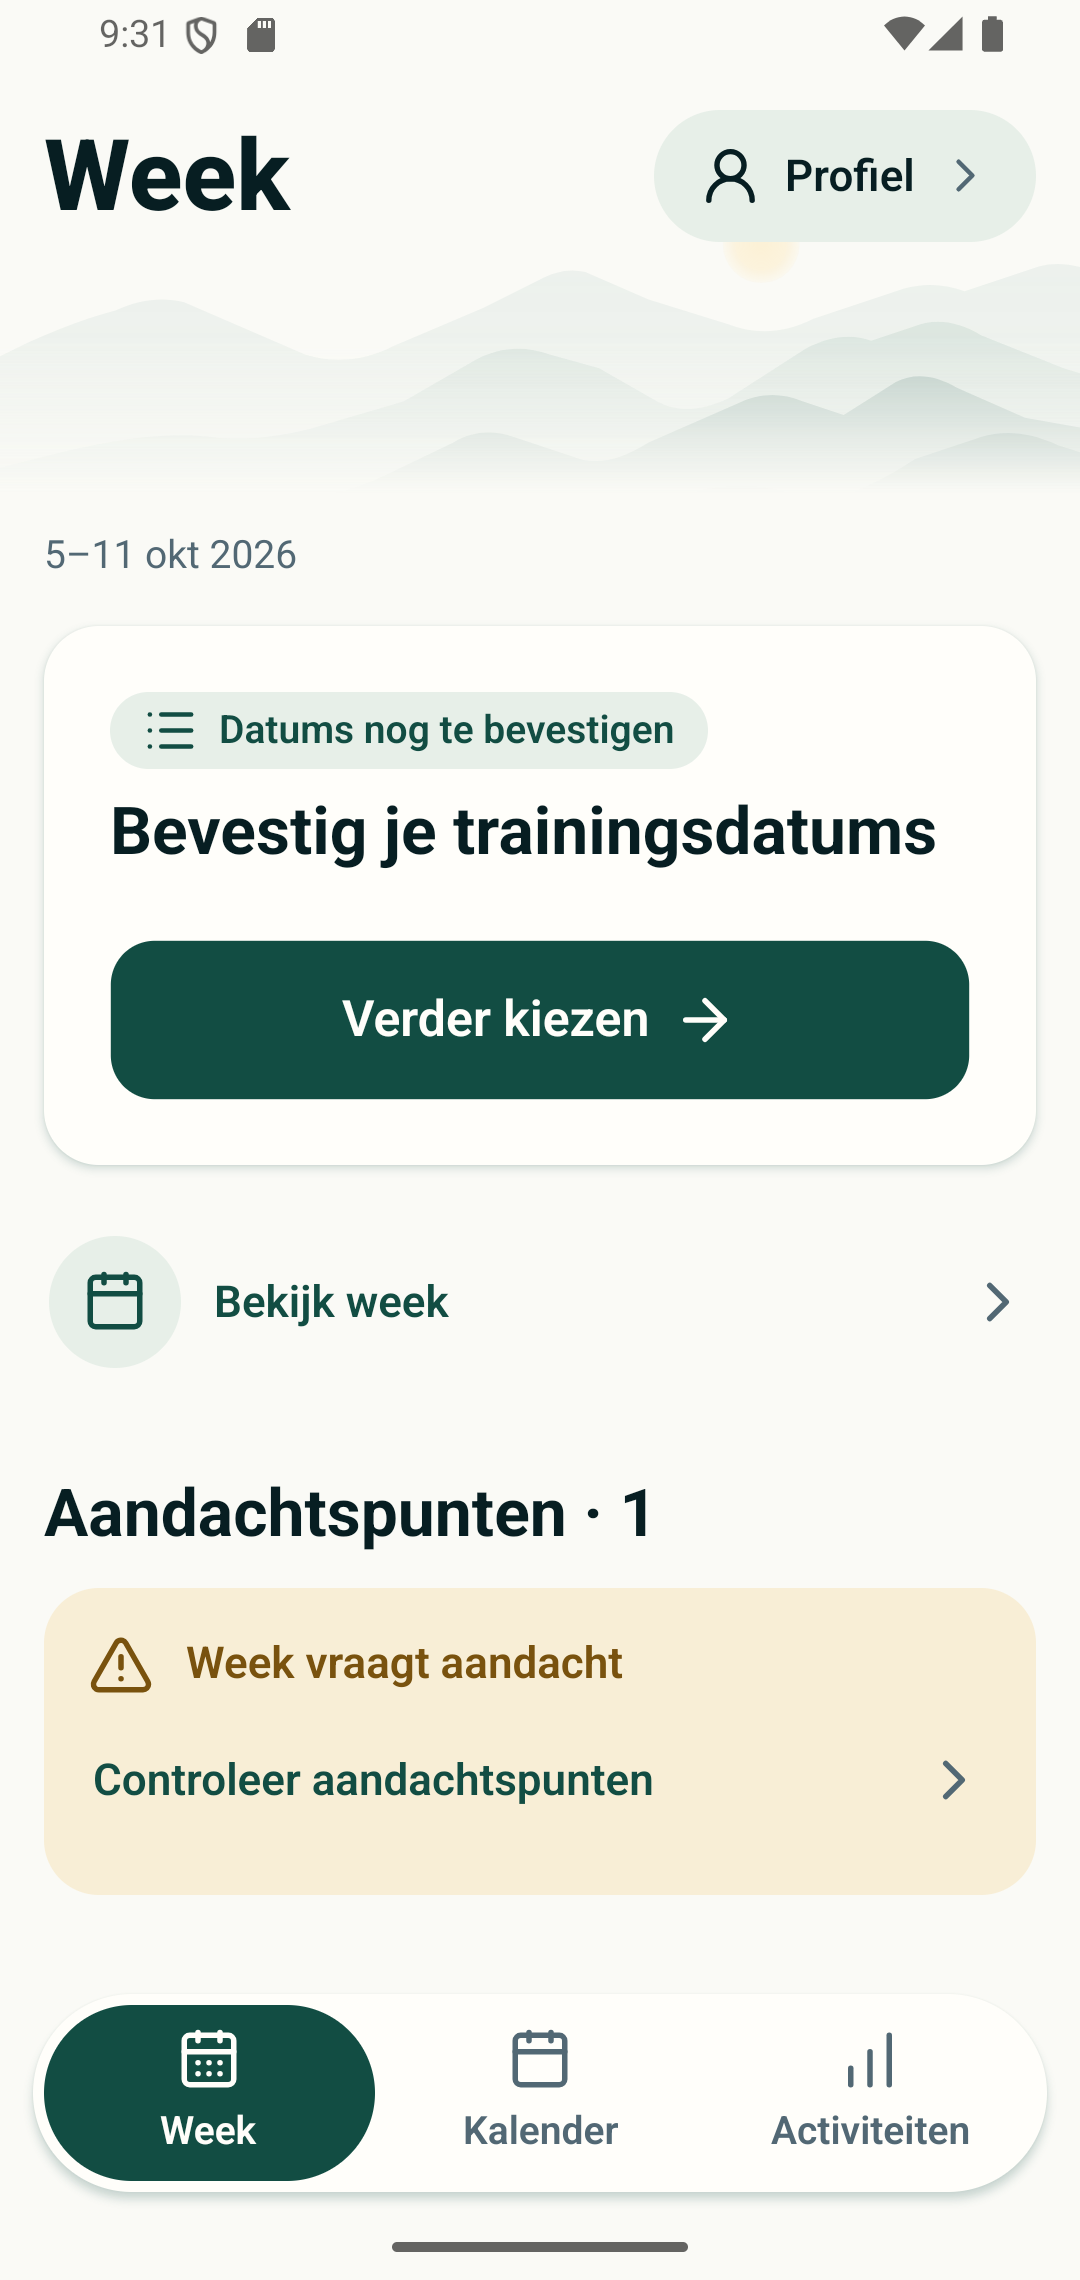 9:31
Week
Profiel
5–11 okt 2026
Datums nog te bevestigen
Bevestig je trainingsdatums
Verder kiezen
Bekijk week
Aandachtspunten · 1
Week vraagt aandacht
Controleer aandachtspunten
Week
Kalender
Activiteiten